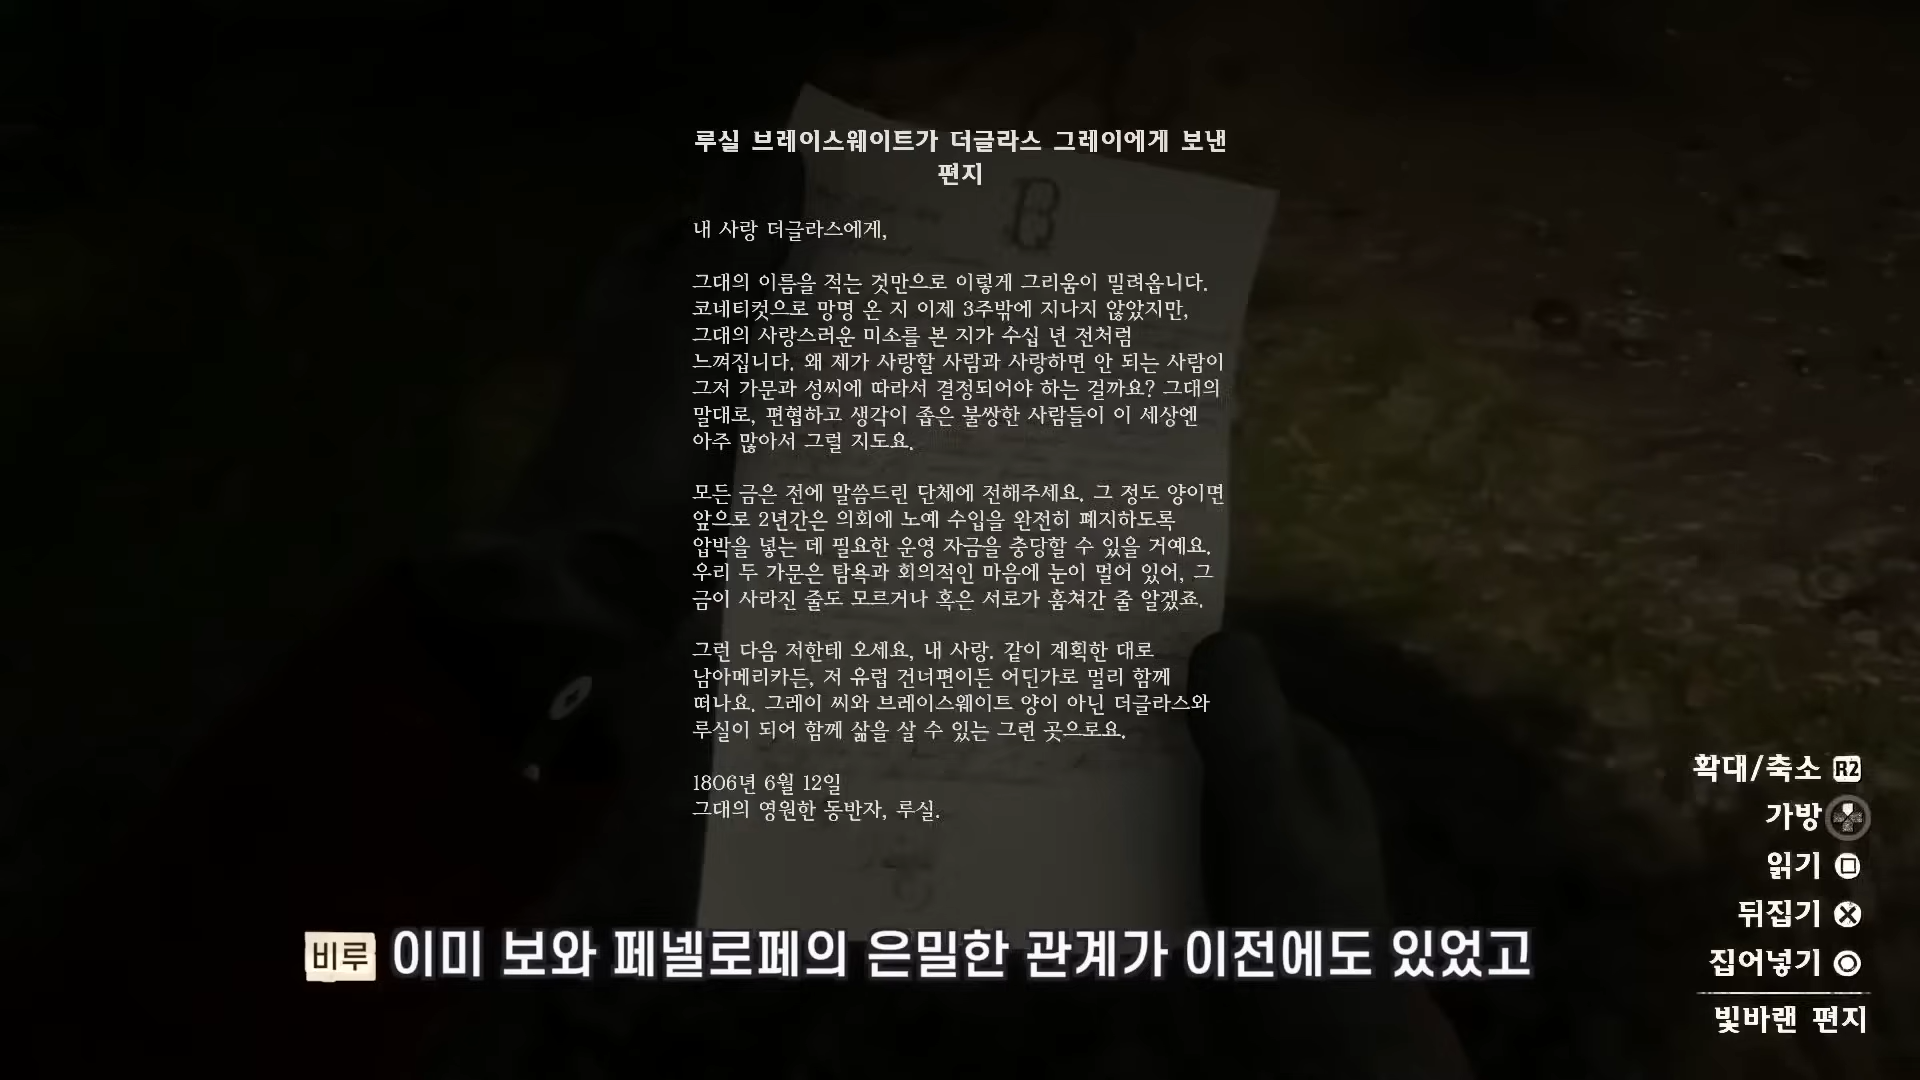 루실 브레이스웨이트가 더글라스 그레이에게 보낸
편지
내 사랑 더글라스에게,
그대의 이름을 적는 것만으로 이렇게 그리움이 밀려옵니다.
코네티컷으로 망명 온 지 이제 3주밖에 지나지 않았지만,
그대의 사랑스러운 미소를 본 지가 수십 년 전처럼
느껴집니다. 왜 제가 사랑할 사람과 사랑하면 안 되는 사람이
그저 가문과 성씨에 따라서 결정되어야 하는 걸까요? 그대의
말대로, 편협하고 생각이 좁은 불쌍한 사람들이 이 세상엔
아주 많아서 그럴 지도요.
모든 금은 전에 말씀드린 단체에 전해주세요. 그 정도 양이면
앞으로 2년간은 의회에 노예 수입을 완전히 폐지하도록
압박을 넣는 데 필요한 운영 자금을 충당할 수 있을 거예요.
우리 두 가문은 탐욕과 회의적인 마음에 눈이 멀어 있어, 그
금이 사라진 줄도 모르거나 혹은 서로가 훔쳐간 줄 알겠죠.
그런 다음 저한테 오세요, 내 사랑. 같이 계획한 대로
남아메리카든, 저 유럽 건너편이든 어딘가로 멀리 함께
떠나요. 그레이 씨와 브레이스웨이트 양이 아닌 더글라스와
루실이 되어 함께 삶을 살 수 있는 그런 곳으로요.
1806년 6월 12일
그대의 영원한 동반자, 루실.
확대/축소 R2
가방
읽기
뒤집기
집어넣기
빛바랜 편지
비루 이미 보와 페넬로페의 은밀한 관계가 이전에도 있었고